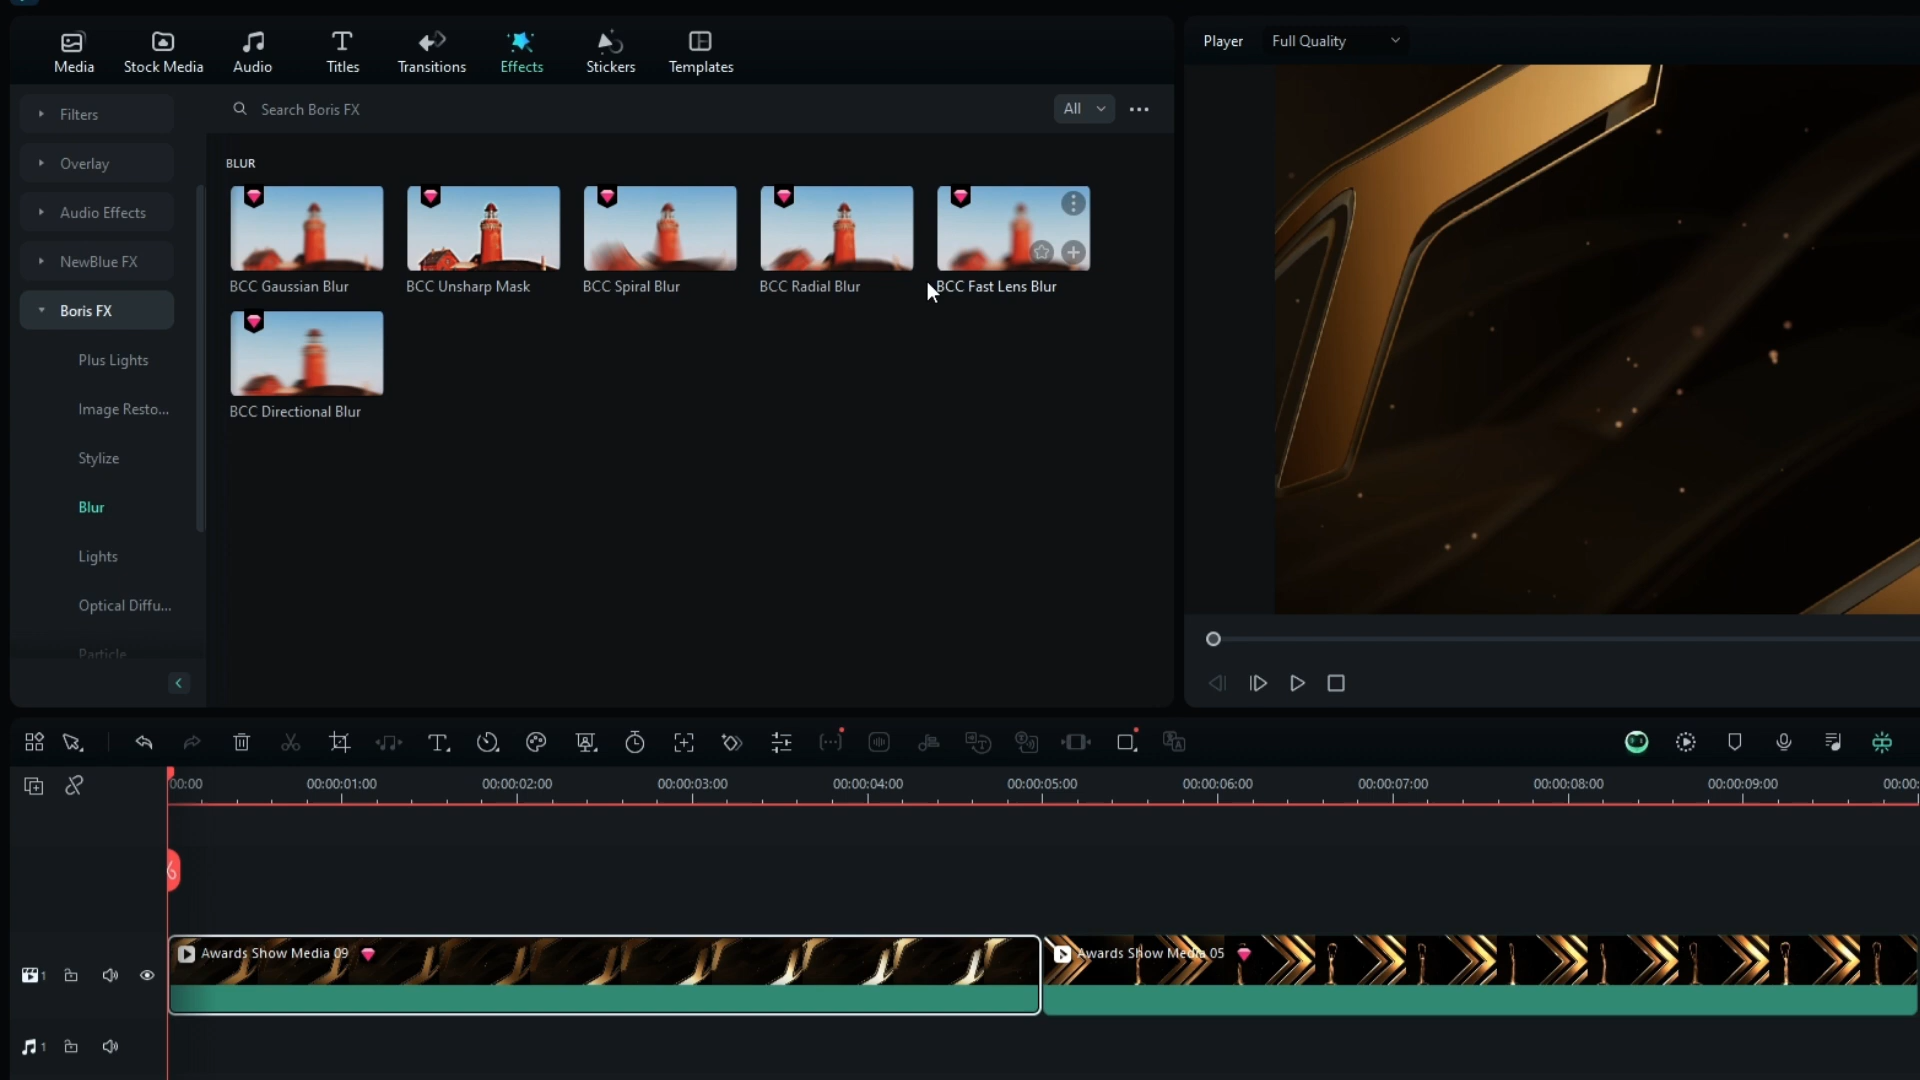 Media
Stock Media
Audio
Titles
Transitions
Effects
Stickers
Templates
Player
Full Quality
Filters
Overlay
Audio Effects
NewBlue FX
Boris FX
Plus Lights
Image Resto...
Stylize
Blur
Lights
Optical Diffu...
Particle
Search Boris FX
All
BLUR
BCC Gaussian Blur
BCC Unsharp Mask
BCC Spiral Blur
BCC Radial Blur
BCC Fast Lens Blur
BCC Directional Blur
00:00
00:00:01:00
00:00:02:00
00:00:03:00
00:00:04:00
00:00:05:00
00:00:06:00
00:00:07:00
00:00:08:00
00:00:09:00
00:00:
1
Awards Show Media 09
Awards Show Media 05
1